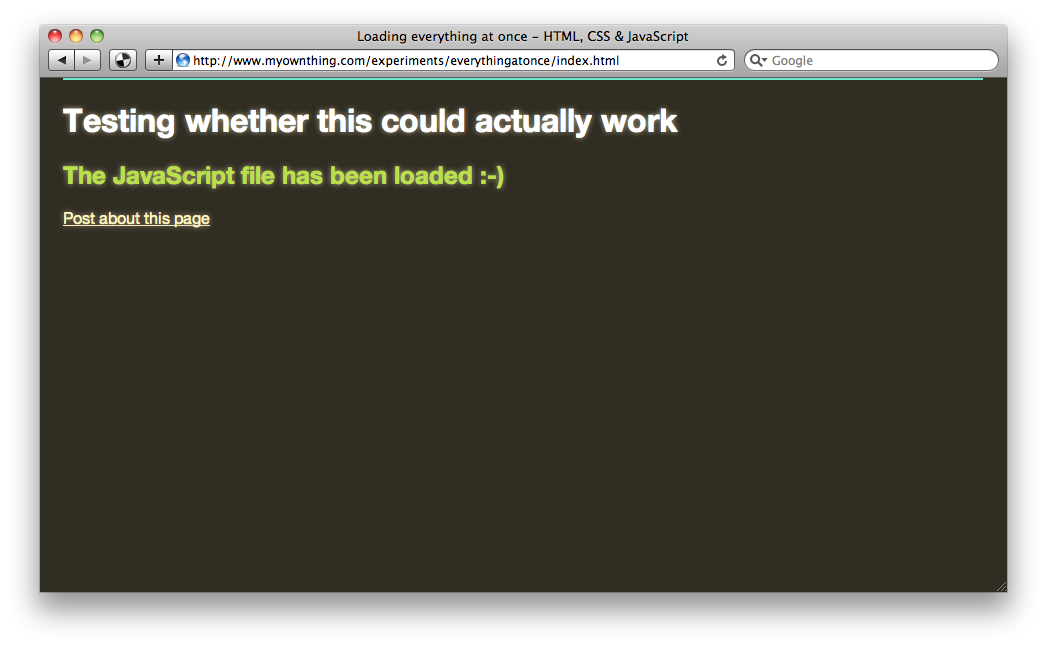 Loading everything at once – HTML, CSS & JavaScript
http://www.myownthing.com/experiments/everythingatonce/index.html
Google
Testing whether this could actually work
The JavaScript file has been loaded :-)
Post about this page